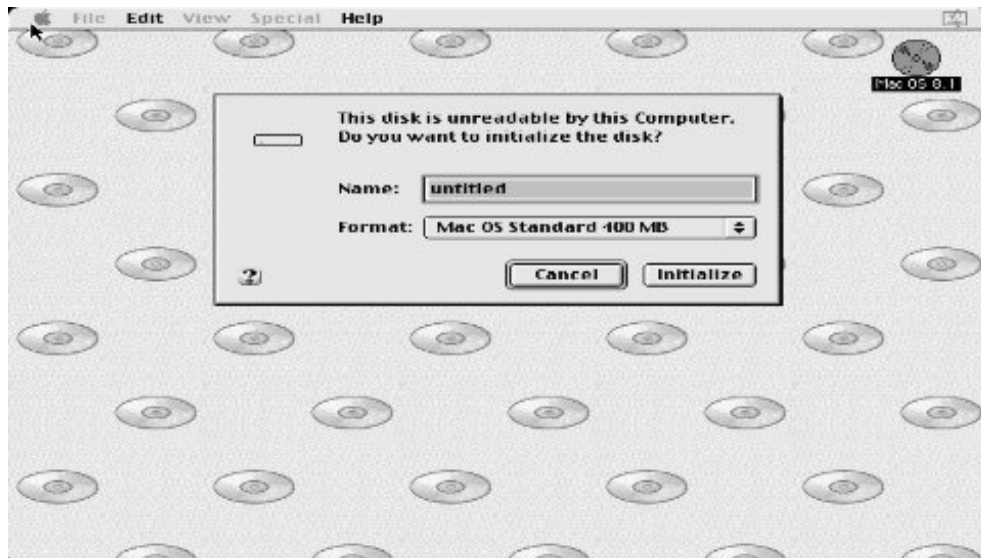 File Edit View Special Help
Mac OS 8.1
This disk is unreadable by this Computer.
Do you want to initialize the disk?
Name: untitled
Format: Mac OS Standard 400 MB
? Cancel Initialize